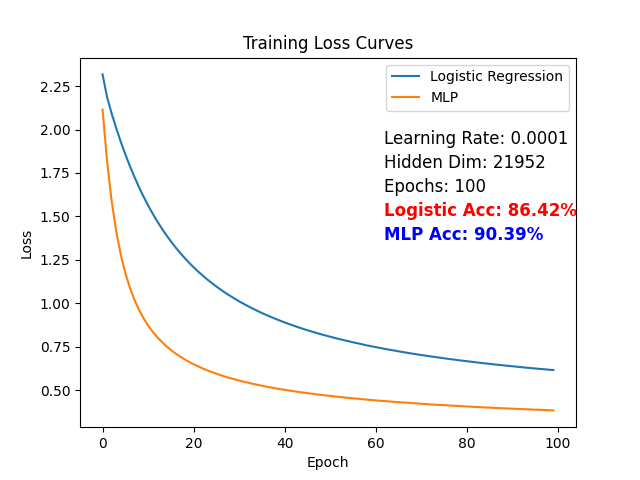 Training Loss Curves
Logistic Regression
MLP
Learning Rate: 0.0001
Hidden Dim: 21952
Epochs: 100
Logistic Acc: 86.42%
MLP Acc: 90.39%
Loss
2.25
2.00
1.75
1.50
1.25
1.00
0.75
0.50
0 20 40 60 80 100
Epoch